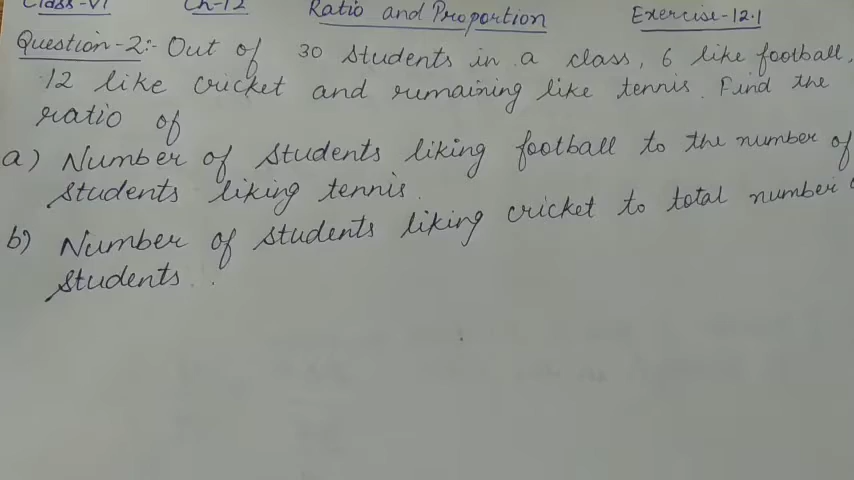 Class-VI Ch-12 Ratio and Proportion Exercise-12.1
Question-2:- Out of 30 students in a class, 6 like football,
12 like cricket and remaining like tennis. Find the
ratio of
a) Number of students liking football to the number of
students liking tennis.
b) Number of students liking cricket to total number of
students.